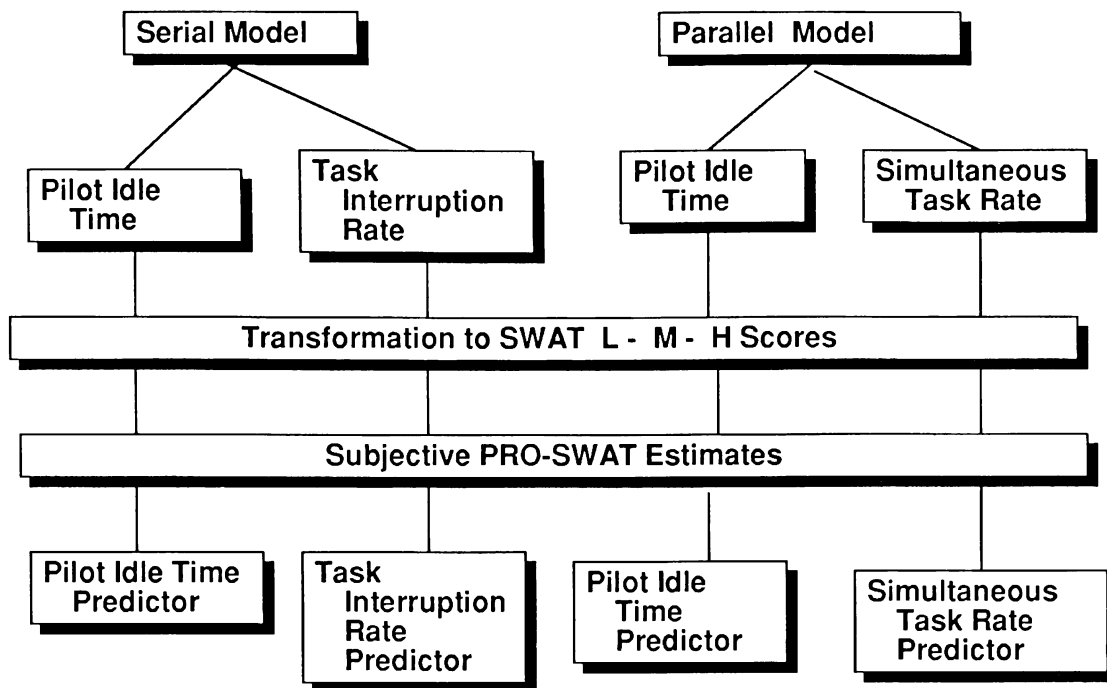 Serial Model
Parallel Model
Pilot Idle
Time
Task
Interruption
Rate
Pilot Idle
Time
Simultaneous
Task Rate
Transformation to SWAT L - M - H Scores
Subjective PRO-SWAT Estimates
Pilot Idle Time
Predictor
Task
Interruption
Rate
Predictor
Pilot Idle
Time
Predictor
Simultaneous
Task Rate
Predictor